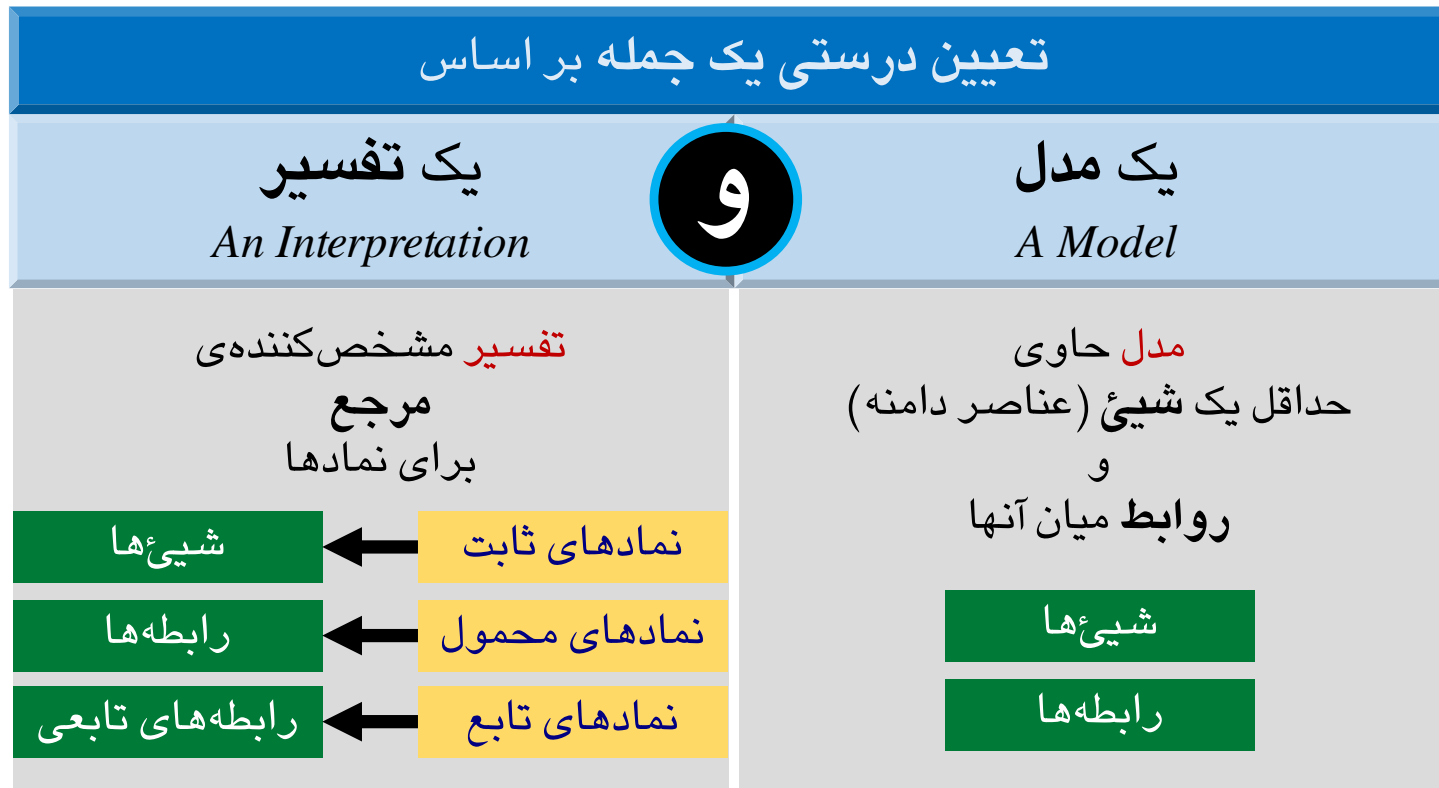 تعیین درستی یک جمله بر اساس
یک مدل
A Model
و
یک تفسیر
An Interpretation
مدل حاوی
حداقل یک شیئ (عناصر دامنه)
و
روابط میان آنها
شیئ‌ها
رابطه‌ها
تفسیر مشخص‌کننده‌ی
مرجع
برای نمادها
نمادهای ثابت
شیئ‌ها
نمادهای محمول
رابطه‌ها
نمادهای تابع
رابطه‌های تابعی